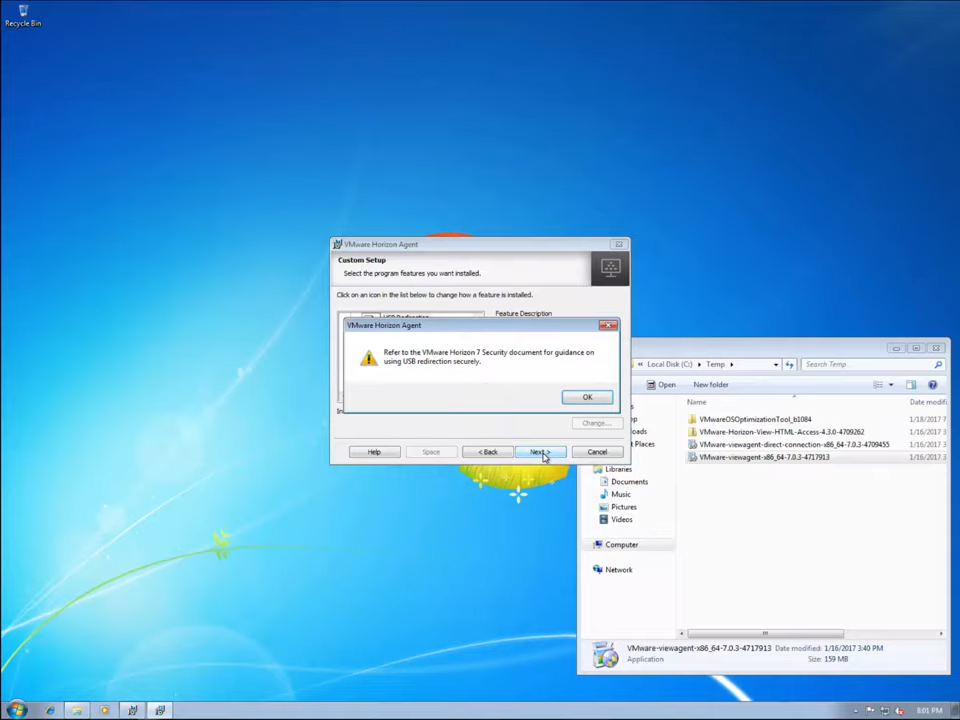 Recycle Bin
VMware Horizon Agent
Custom Setup
Select the program features you want installed.
Click on an icon in the list below to change how a feature is installed.
Feature Description
VMware Horizon Agent
Refer to the VMware Horizon 7 Security document for guidance on
using USB redirection securely.
OK
Change...
Help
Space
< Back
Next >
Cancel
« Local Disk (C:) ▸ Temp ▸
Search Temp...
Open
New folder
Name
Date modifi
VMwareOSOptimizationTool_b1084
1/18/2017 7
VMware-Horizon-View-HTML-Access-4.3.0-4709262
1/16/2017 3
VMware-viewagent-direct-connection-x86_64-7.0.3-4709455
1/16/2017 3
VMware-viewagent-x86_64-7.0.3-4717913
1/16/2017 3
Libraries
Documents
Music
Pictures
Videos
Computer
Network
VMware-viewagent-x86_64-7.0.3-4717913
Date modified: 1/16/2017 3:40 PM
Application
Size: 159 MB
8:01 PM